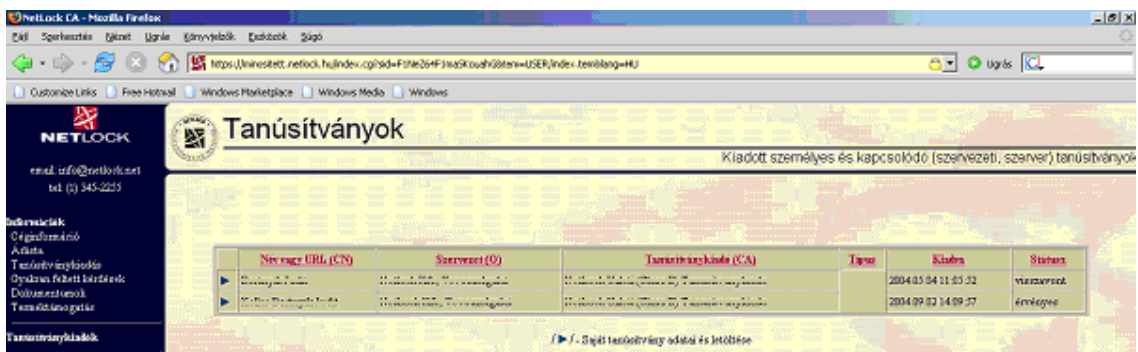 NetLock CA - Mozilla Firefox
Fájl Szerkesztés Nézet Ugrás Könyvjelzők Eszközök Súgó
Ugrás
Customize Links Free Hotmail Windows Marketplace Windows Media Windows
NETLOCK
email: info@netlock.net
tel: (1) 345-2255
Információk
Céginformáció
Árlista
Tanúsítványkiadás
Gyakran feltett kérdések
Dokumentumok
Terméktámogatás
Tanúsítványkiadók
Tanúsítványok
Kiadott személyes és kapcsolódó (szervezeti, szerver) tanúsítványok
Név vagy URL (CN) Szervezet (O) Tanúsítványkiadó (CA) Típus Kiadva Státusz
2004.05.04 11:05:52 visszavont
2004.09.02 14:09:57 érvényes
/ ► / - Saját tanúsítvány adatai és letöltése